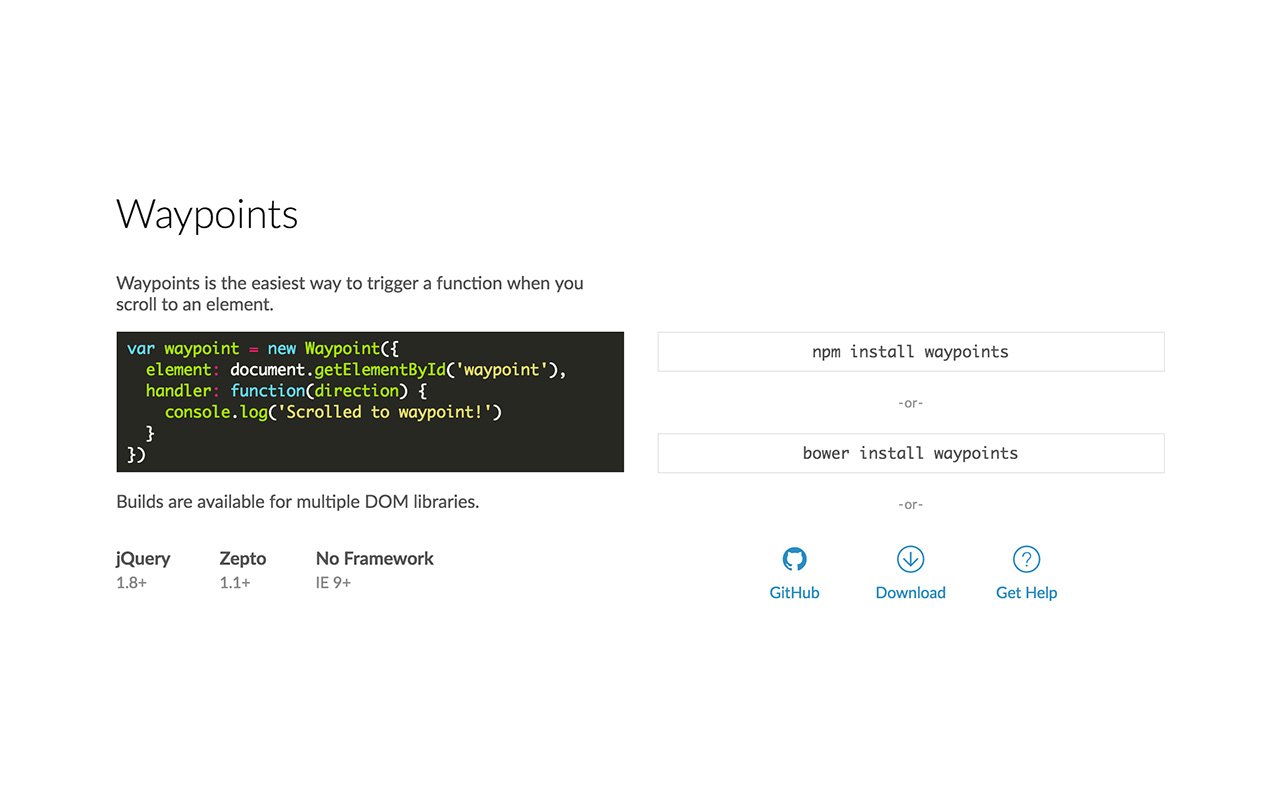 Waypoints
Waypoints is the easiest way to trigger a function when you
scroll to an element.
var waypoint = new Waypoint({
  element: document.getElementById('waypoint'),
  handler: function(direction) {
    console.log('Scrolled to waypoint!')
  }
})
Builds are available for multiple DOM libraries.
jQuery Zepto No Framework
1.8+ 1.1+ IE 9+
npm install waypoints
-or-
bower install waypoints
-or-
GitHub Download Get Help